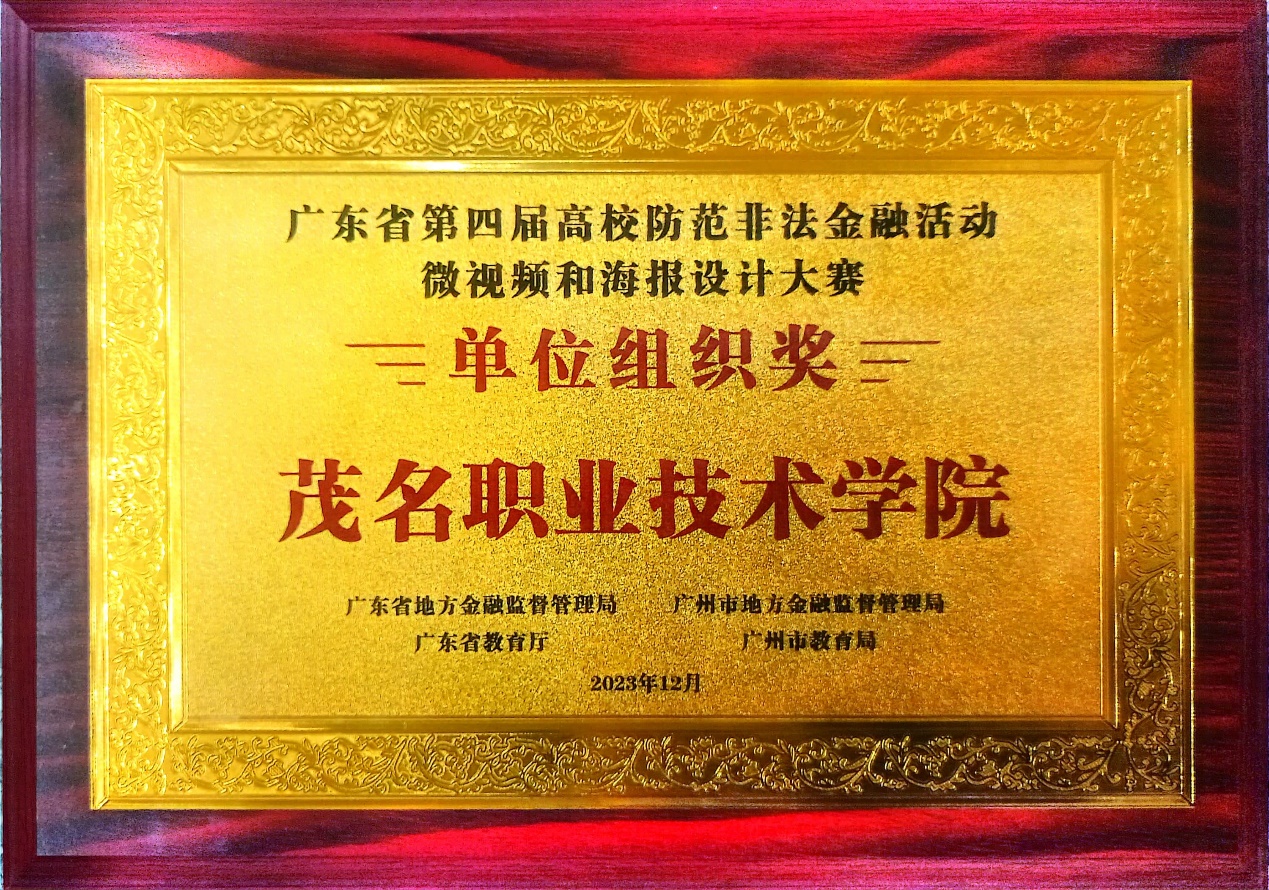 广东省第四届高校防范非法金融活动
微视频和海报设计大赛
单位组织奖
茂名职业技术学院
广东省地方金融监督管理局 广州市地方金融监督管理局
广东省教育厅 广州市教育局
2023年12月